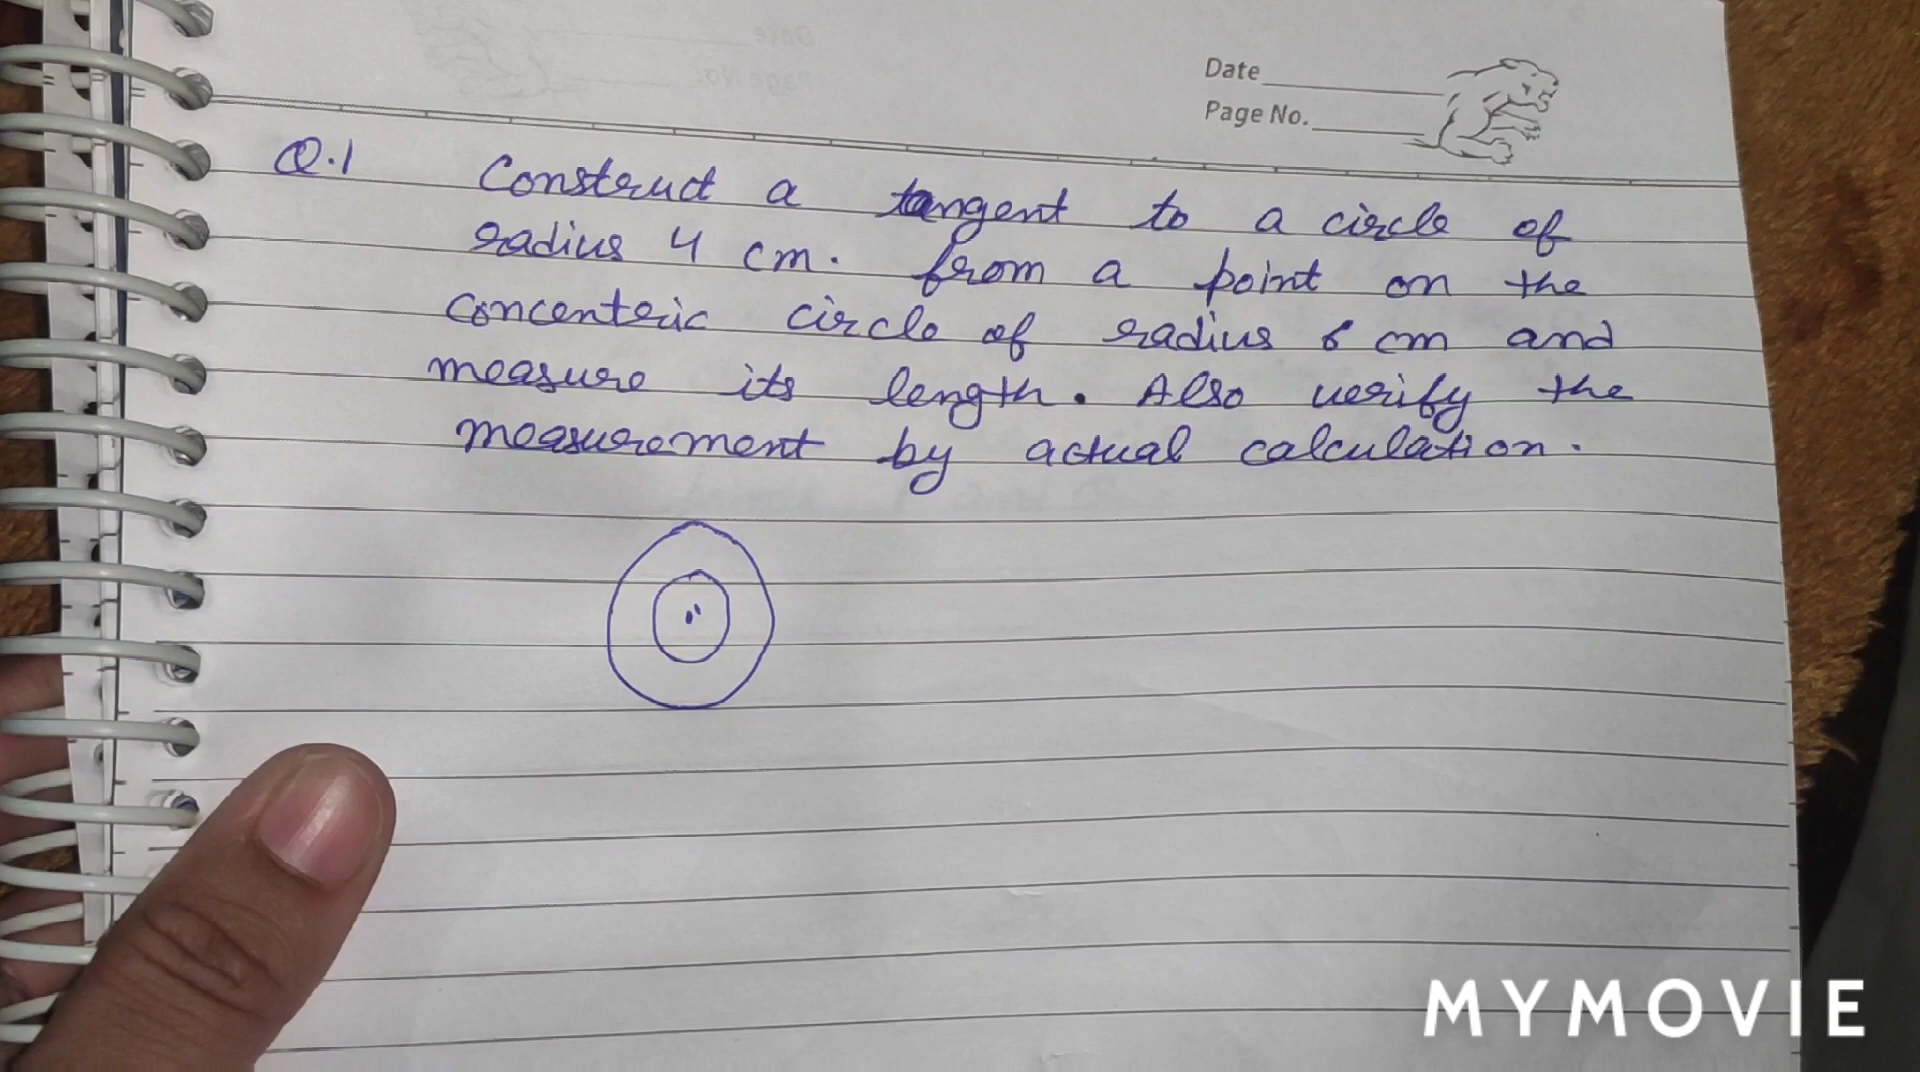 Date
Page No.
Q.1 Construct a tangent to a circle of
radius 4 cm. from a point on the
concentric circle of radius 6 cm and
measure its length. Also verify the
measurement by actual calculation.
MYMOVIE